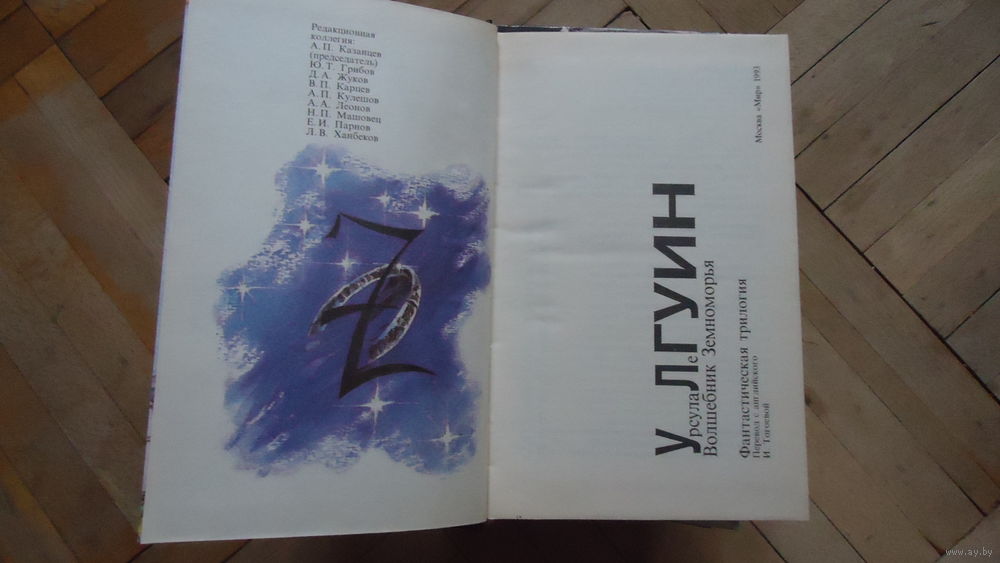 Редакционная
коллегия:
А. П. Казанцев
(председатель)
Ю. Т. Грибов
Д. А. Жуков
В. П. Карцев
А. П. Кулешов
А. А. Леонов
Н. П. Машовец
Е. И. Парнов
Л. В. Ханбеков
Урсула Ле ГУИН
Волшебник Земноморья
Фантастическая трилогия
Перевод с английского
И. Тогоевой
Москва «Мир» 1993
www.ay.by